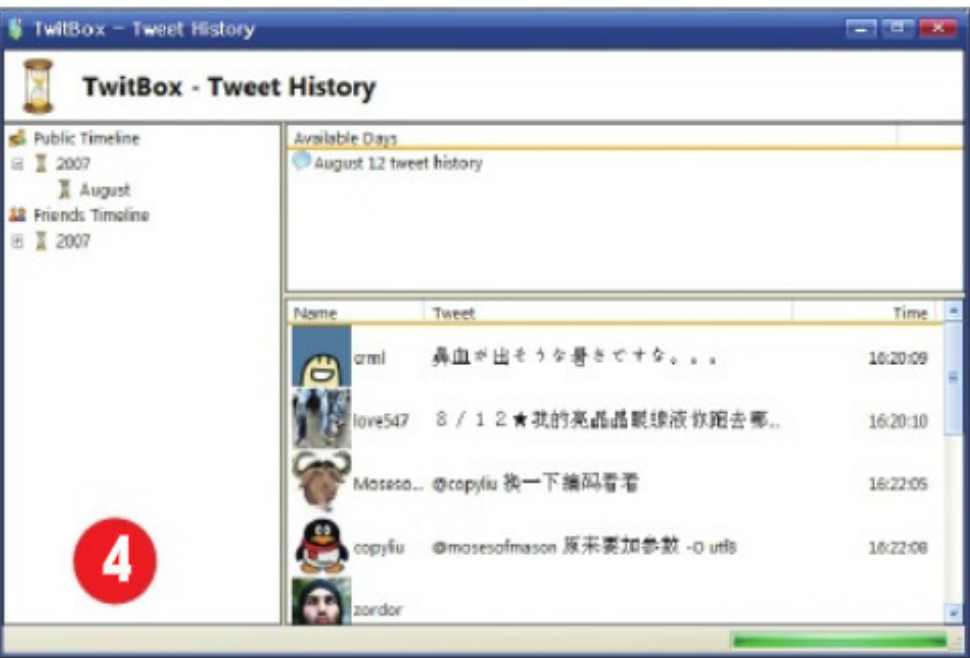 TwitBox - Tweet History
TwitBox - Tweet History
Public Timeline
2007
August
Friends Timeline
2007
Available Days
August 12 tweet history
Name Tweet Time
crml 鼻血が出そうな暑さですな。。。 16:20:09
love547 8/12★我的亮晶晶眼线液你跑去哪.. 16:20:10
Moseso... @copyliu 换一下编码看看 16:22:05
copyliu @mosesofmason 原来要加参数 -O utf8 16:22:08
zordor
4